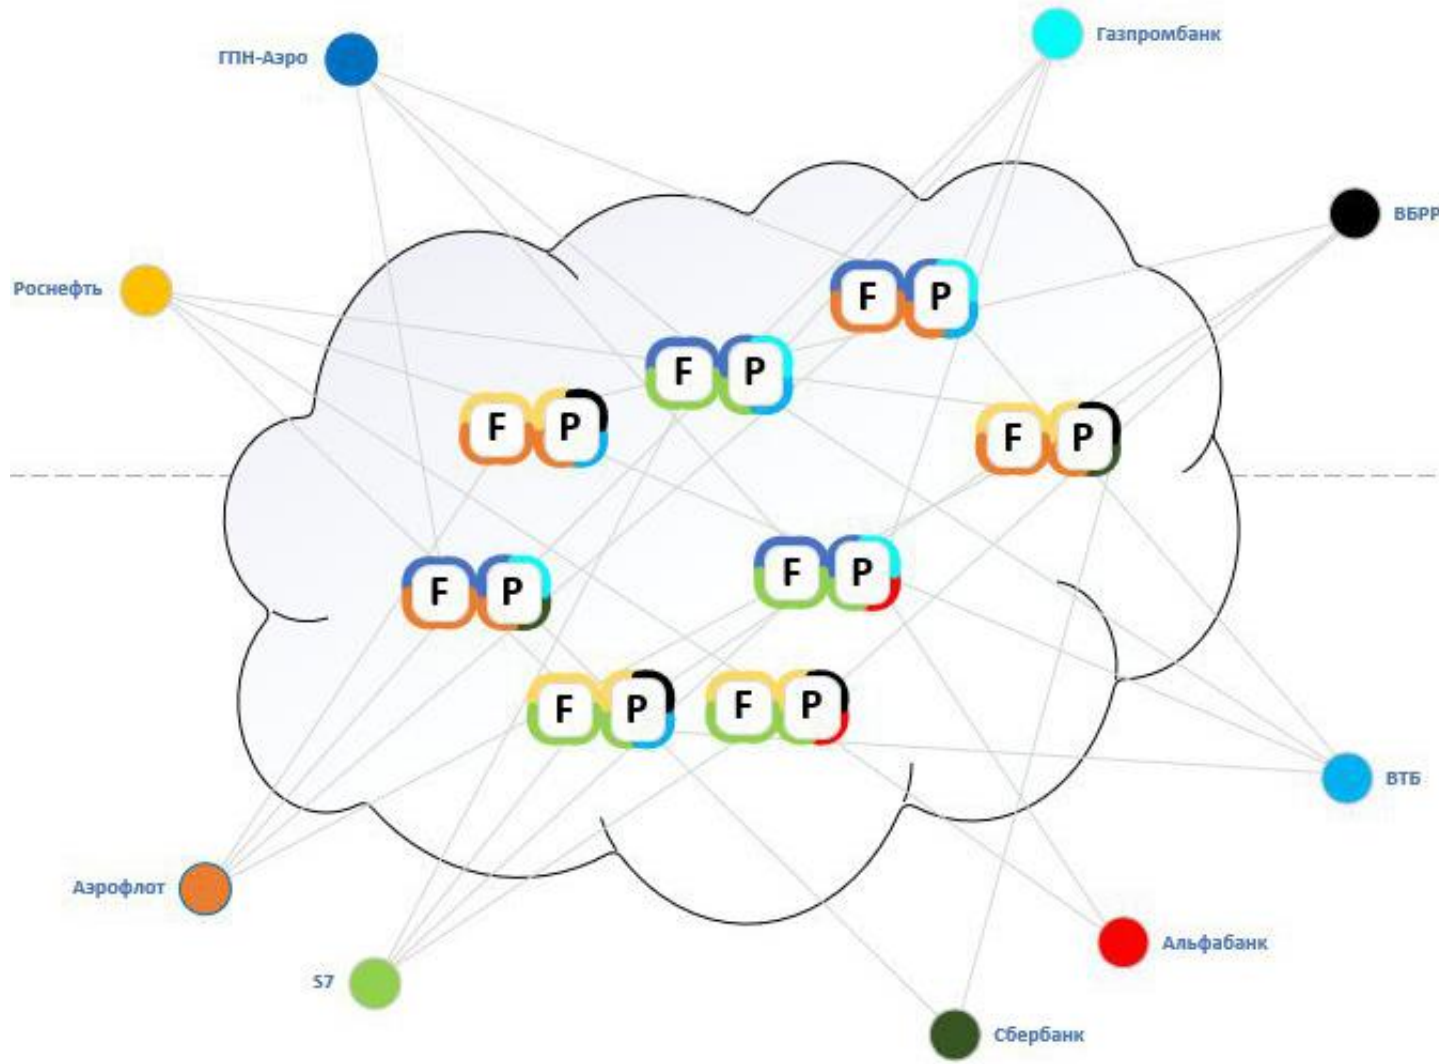 ГПН-Аэро
Газпромбанк
ВБРР
Роснефть
F P
F P
F P
F P
F P
F P
F P
F P
ВТБ
Аэрофлот
Альфабанк
S7
Сбербанк